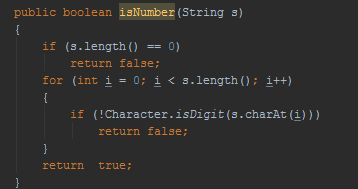 public boolean isNumber(String s)
{
    if (s.length() == 0)
        return false;
    for (int i = 0; i < s.length(); i++)
    {
        if (!Character.isDigit(s.charAt(i)))
            return false;
    }
    return  true;
}